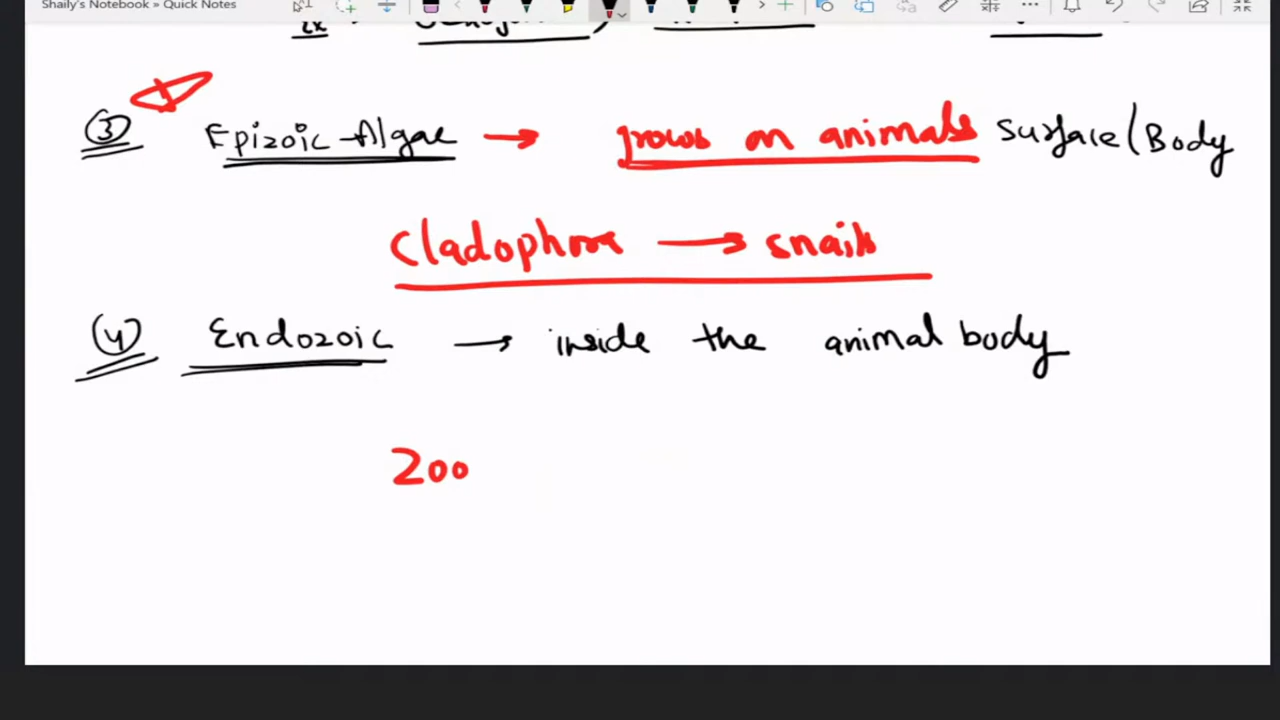 Shaily's Notebook » Quick Notes
(3) Epizoic Algae → grows on animals surface/Body
Cladophora → snails
(4) Endozoic → inside the animal body
Zoo